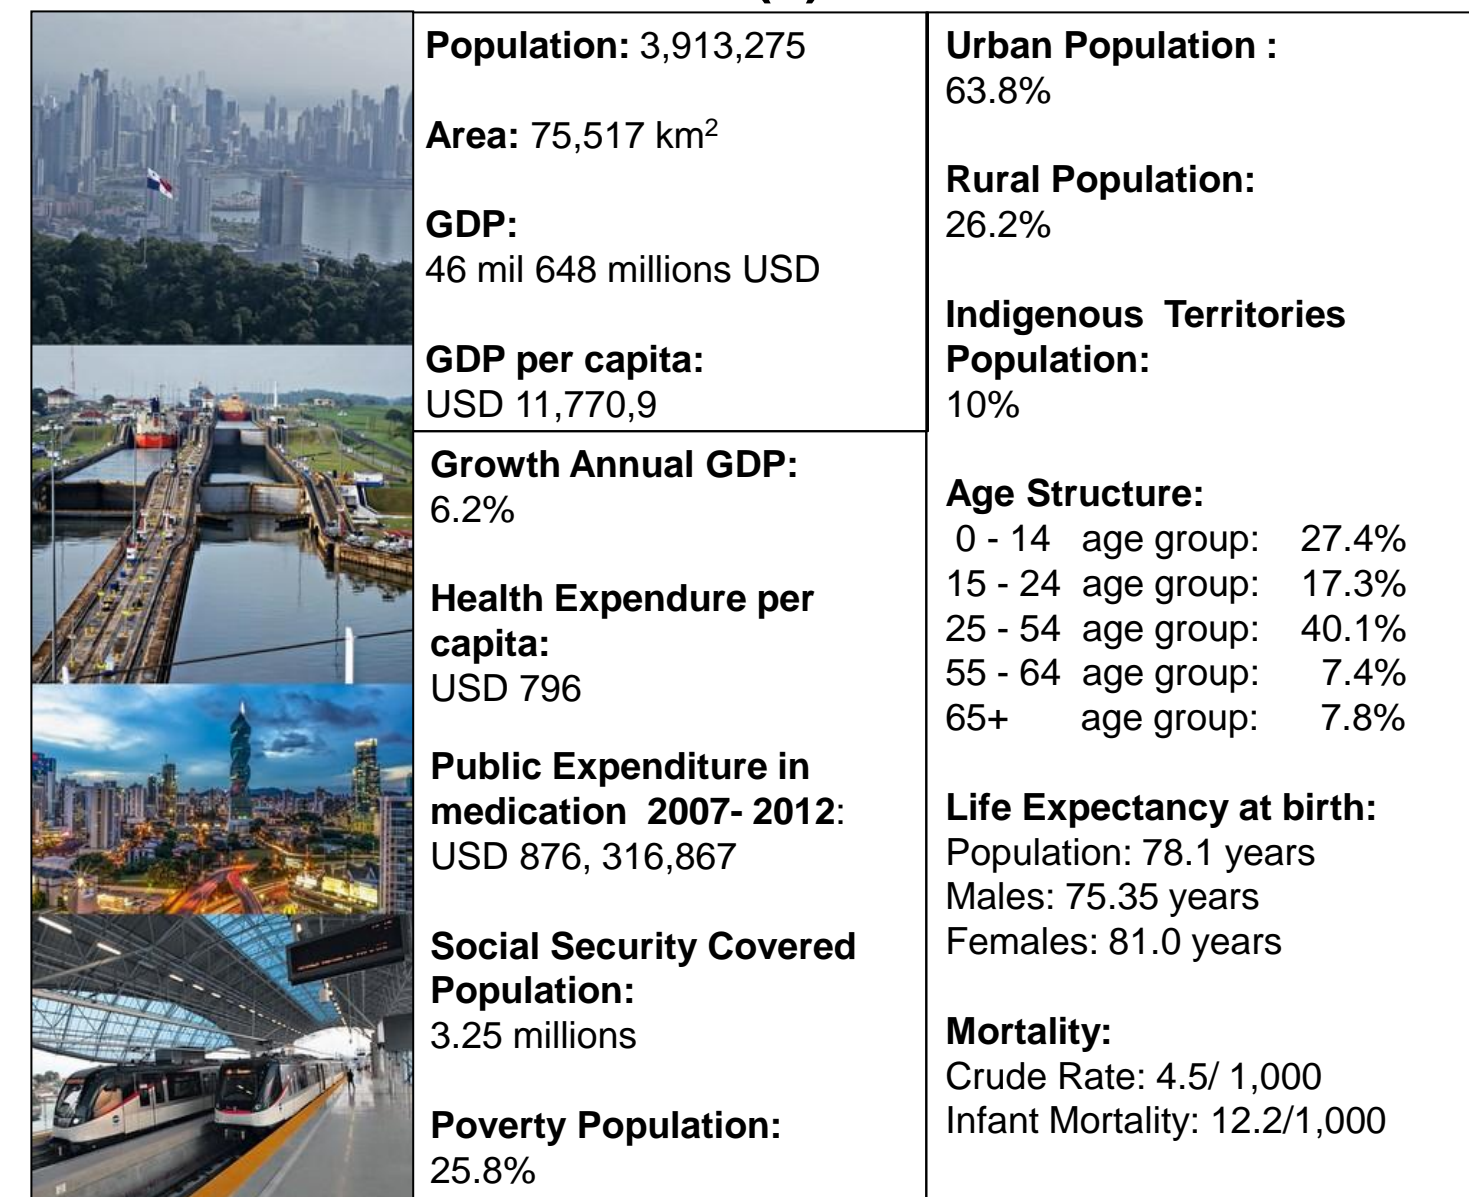 Population: 3,913,275
Area: 75,517 km²
GDP:
46 mil 648 millions USD
GDP per capita:
USD 11,770,9
Growth Annual GDP:
6.2%
Health Expendure per
capita:
USD 796
Public Expenditure in
medication 2007- 2012:
USD 876, 316,867
Social Security Covered
Population:
3.25 millions
Poverty Population:
25.8%
Urban Population :
63.8%
Rural Population:
26.2%
Indigenous Territories
Population:
10%
Age Structure:
0 - 14 age group: 27.4%
15 - 24 age group: 17.3%
25 - 54 age group: 40.1%
55 - 64 age group: 7.4%
65+ age group: 7.8%
Life Expectancy at birth:
Population: 78.1 years
Males: 75.35 years
Females: 81.0 years
Mortality:
Crude Rate: 4.5/ 1,000
Infant Mortality: 12.2/1,000